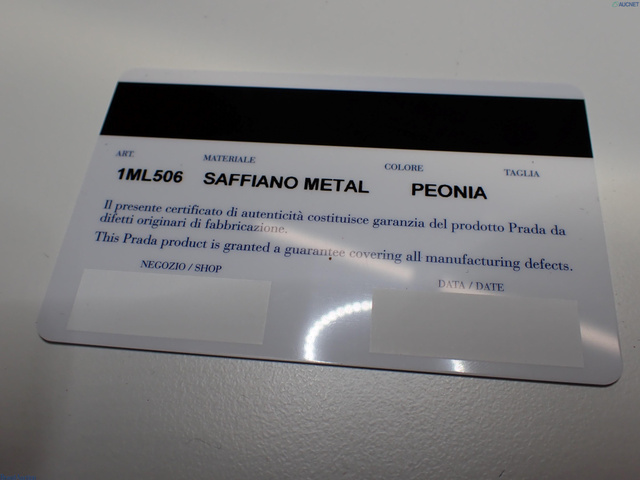 AUCNET
ART. MATERIALE COLORE TAGLIA
1ML506 SAFFIANO METAL PEONIA
Il presente certificato di autenticità costituisce garanzia del prodotto Prada da
difetti originari di fabbricazione.
This Prada product is granted a guarantee covering all manufacturing defects.
NEGOZIO / SHOP DATA / DATE